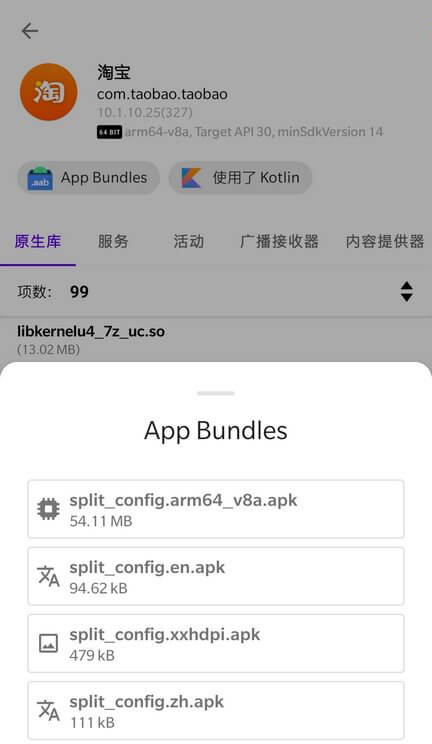 淘
淘宝
com.taobao.taobao
10.1.10.25(327)
64 BIT arm64-v8a, Target API 30, minSdkVersion 14
.aab App Bundles 使用了 Kotlin
原生库 服务 活动 广播接收器 内容提供器
项数: 99
libkernelu4_7z_uc.so
(13.02 MB)
App Bundles
split_config.arm64_v8a.apk
54.11 MB
split_config.en.apk
94.62 kB
split_config.xxhdpi.apk
479 kB
split_config.zh.apk
111 kB